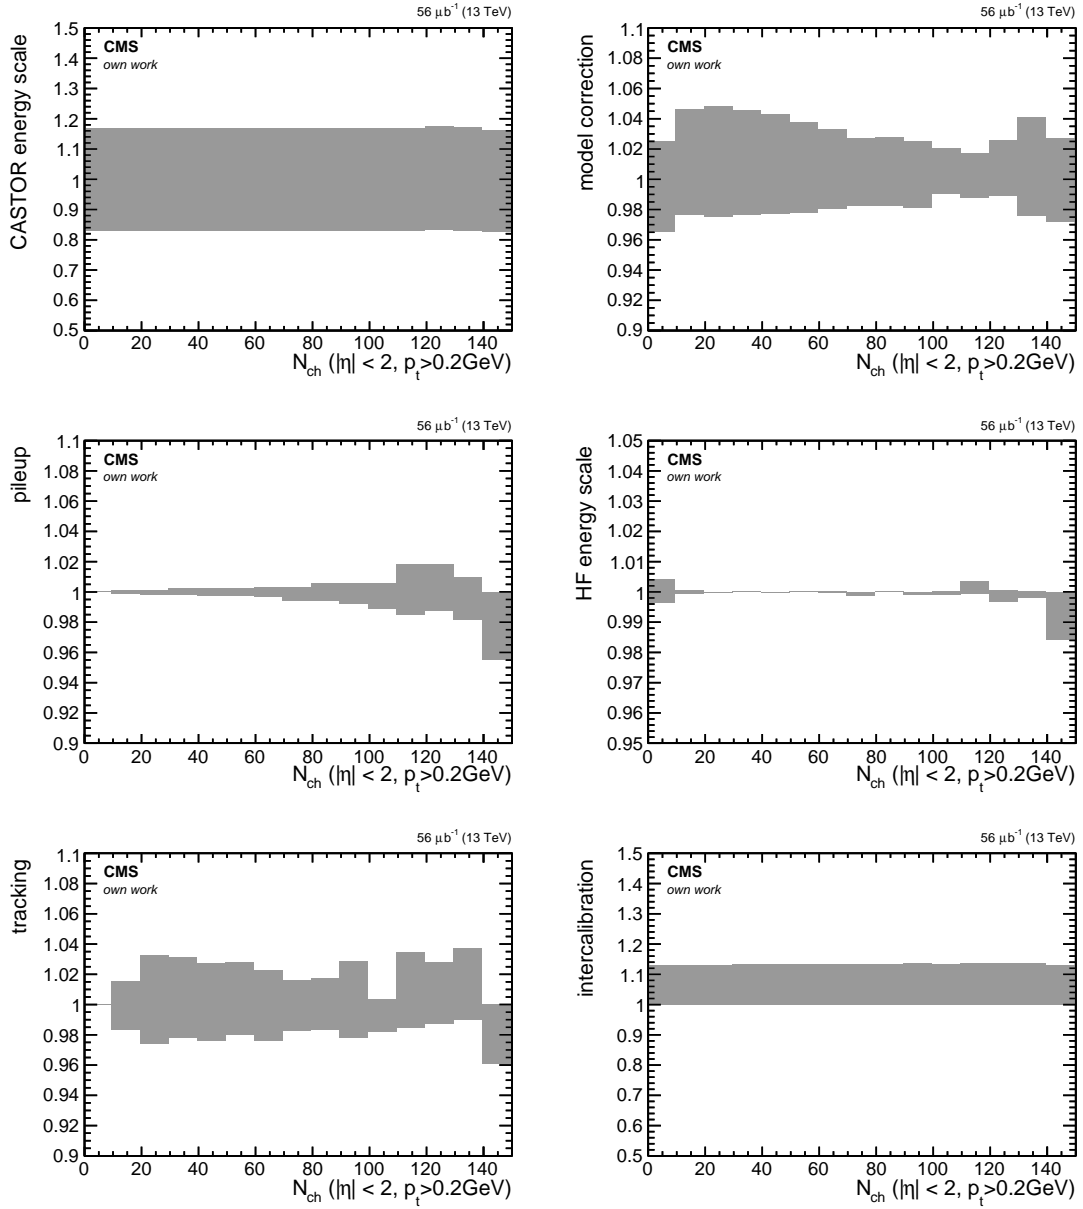 56 μb⁻¹ (13 TeV)
CASTOR energy scale
CMS
own work
1.5
1.4
1.3
1.2
1.1
1
0.9
0.8
0.7
0.6
0.5
0 20 40 60 80 100 120 140
N_ch (|η| < 2, p_t>0.2GeV)
56 μb⁻¹ (13 TeV)
model correction
CMS
own work
1.1
1.08
1.06
1.04
1.02
1
0.98
0.96
0.94
0.92
0.9
0 20 40 60 80 100 120 140
N_ch (|η| < 2, p_t>0.2GeV)
56 μb⁻¹ (13 TeV)
pileup
CMS
own work
1.1
1.08
1.06
1.04
1.02
1
0.98
0.96
0.94
0.92
0.9
0 20 40 60 80 100 120 140
N_ch (|η| < 2, p_t>0.2GeV)
56 μb⁻¹ (13 TeV)
HF energy scale
CMS
own work
1.05
1.04
1.03
1.02
1.01
1
0.99
0.98
0.97
0.96
0.95
0 20 40 60 80 100 120 140
N_ch (|η| < 2, p_t>0.2GeV)
56 μb⁻¹ (13 TeV)
tracking
CMS
own work
1.1
1.08
1.06
1.04
1.02
1
0.98
0.96
0.94
0.92
0.9
0 20 40 60 80 100 120 140
N_ch (|η| < 2, p_t>0.2GeV)
56 μb⁻¹ (13 TeV)
intercalibration
CMS
own work
1.5
1.4
1.3
1.2
1.1
1
0.9
0.8
0.7
0.6
0.5
0 20 40 60 80 100 120 140
N_ch (|η| < 2, p_t>0.2GeV)